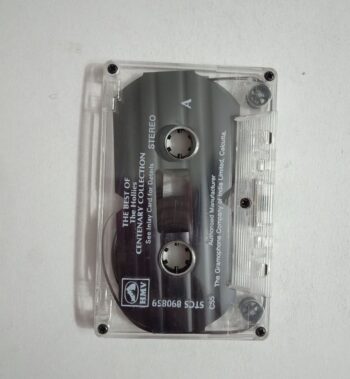 THE BEST OF
The Hollies
CENTENARY COLLECTION
See Inlay Card for Details
STEREO
A
HMV
STCS 890859
C55
Authorised Manufacturer
The Gramophone Company of India Limited, Calcutta.